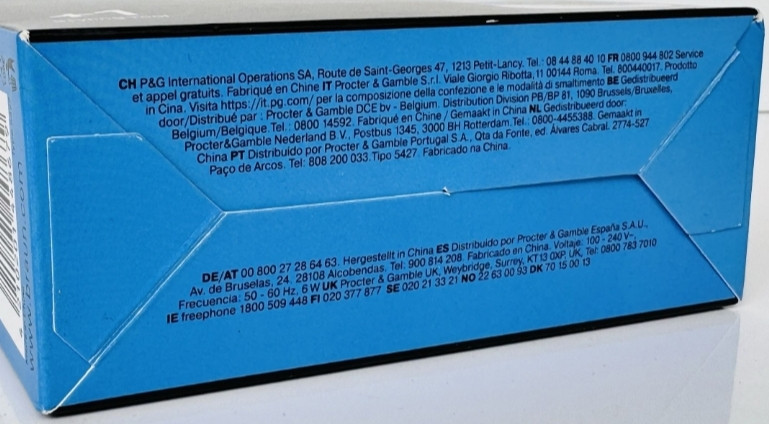 CH P&G International Operations SA, Route de Saint-Georges 47, 1213 Petit-Lancy. Tel.: 08 44 88 40 10 FR 0800 944 802 Service
et appel gratuits. Fabriqué en Chine IT Procter & Gamble S.r.l. Viale Giorgio Ribotta, 11 00144 Roma. Tel. 800440017. Prodotto
in Cina. Visita https://it.pg.com/ per la composizione della confezione e le modalità di smaltimento BE Gedistribueerd
door/Distribué par : Procter & Gamble DCE bv - Belgium. Distribution Division PB/BP 81, 1090 Brussels/Bruxelles,
Belgium/Belgique.Tel.: 0800 14592. Fabriqué en Chine / Gemaakt in China NL Gedistribueerd door:
Procter&Gamble Nederland B.V., Postbus 1345, 3000 BH Rotterdam.Tel.: 0800-4455388. Gemaakt in
China PT Distribuído por Procter & Gamble Portugal S.A., Qta da Fonte, ed. Álvares Cabral, 2774-527
Paço de Arcos. Tel: 808 200 033.Tipo 5427. Fabricado na China.
DE/AT 00 800 27 28 64 63. Hergestellt in China ES Distribuido por Procter & Gamble España S.A.U.,
Av. de Bruselas, 24, 28108 Alcobendas. Tel: 900 814 208. Fabricado en China. Voltaje: 100 - 240 V~,
Frecuencia: 50 - 60 Hz, 6 W UK Procter & Gamble UK, Weybridge, Surrey, KT13 0XP, UK, Tel: 0800 783 7010
IE freephone 1800 509 448 FI 020 377 877 SE 020 21 33 21 NO 22 63 00 93 DK 70 15 00 13
www.braun.com